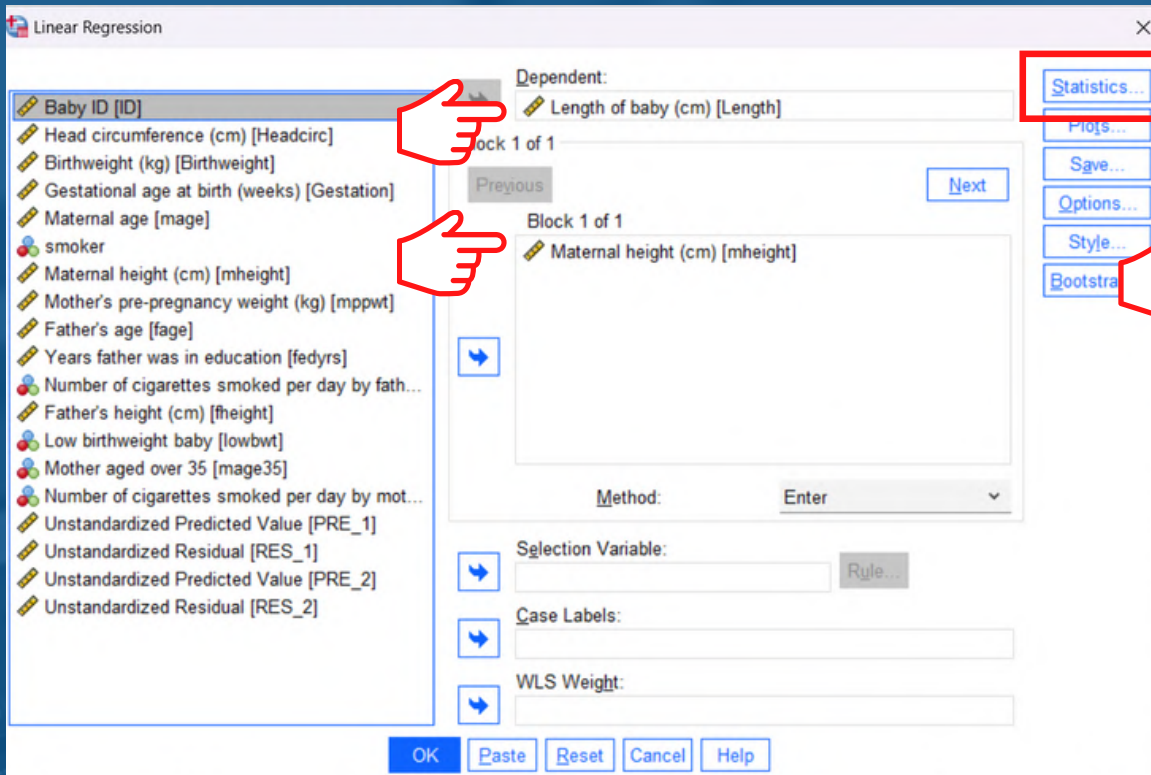 Linear Regression
Baby ID [ID]
Head circumference (cm) [Headcirc]
Birthweight (kg) [Birthweight]
Gestational age at birth (weeks) [Gestation]
Maternal age [mage]
smoker
Maternal height (cm) [mheight]
Mother's pre-pregnancy weight (kg) [mppwt]
Father's age [fage]
Years father was in education [fedyrs]
Number of cigarettes smoked per day by fath...
Father's height (cm) [fheight]
Low birthweight baby [lowbwt]
Mother aged over 35 [mage35]
Number of cigarettes smoked per day by mot...
Unstandardized Predicted Value [PRE_1]
Unstandardized Residual [RES_1]
Unstandardized Predicted Value [PRE_2]
Unstandardized Residual [RES_2]
Dependent:
Length of baby (cm) [Length]
ock 1 of 1
Previous
Next
Block 1 of 1
Maternal height (cm) [mheight]
Method:
Enter
Selection Variable:
Rule...
Case Labels:
WLS Weight:
Statistics...
Plots...
Save...
Options...
Style...
Bootstra
OK
Paste
Reset
Cancel
Help